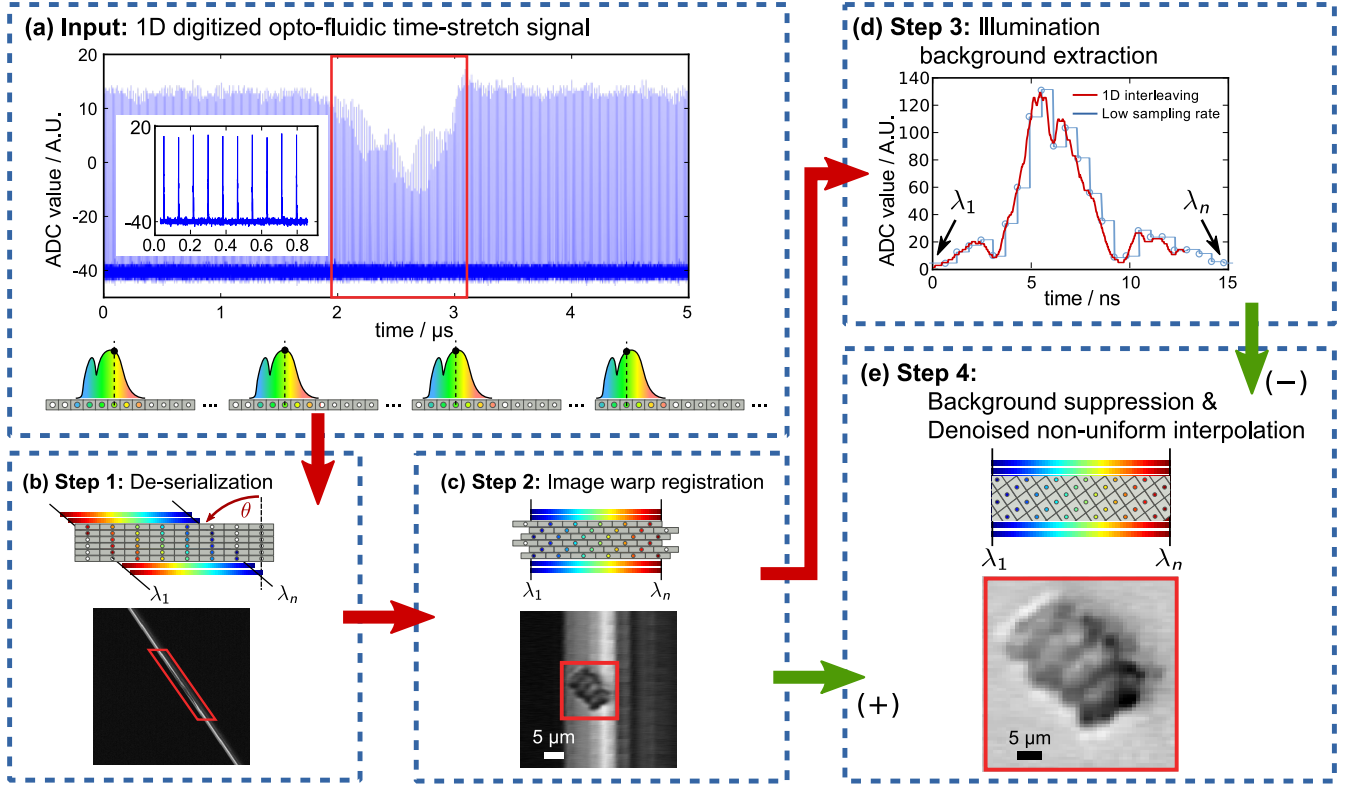 (a) Input: 1D digitized opto-fluidic time-stretch signal
ADC value / A.U.
20
10
0
-20
-40
20
-40
0.0 0.2 0.4 0.6 0.8
0 1 2 3 4 5
time / µs
... ... ... ...
(b) Step 1: De-serialization
θ
λ1
λn
(c) Step 2: Image warp registration
λ1
λn
5 µm
(d) Step 3: Illumination
background extraction
ADC value / A.U.
140
120
100
80
60
40
20
0
1D interleaving
Low sampling rate
λ1
λn
0 5 10 15
time / ns
(−)
(+)
(e) Step 4:
Background suppression &
Denoised non-uniform interpolation
λ1
λn
5 µm